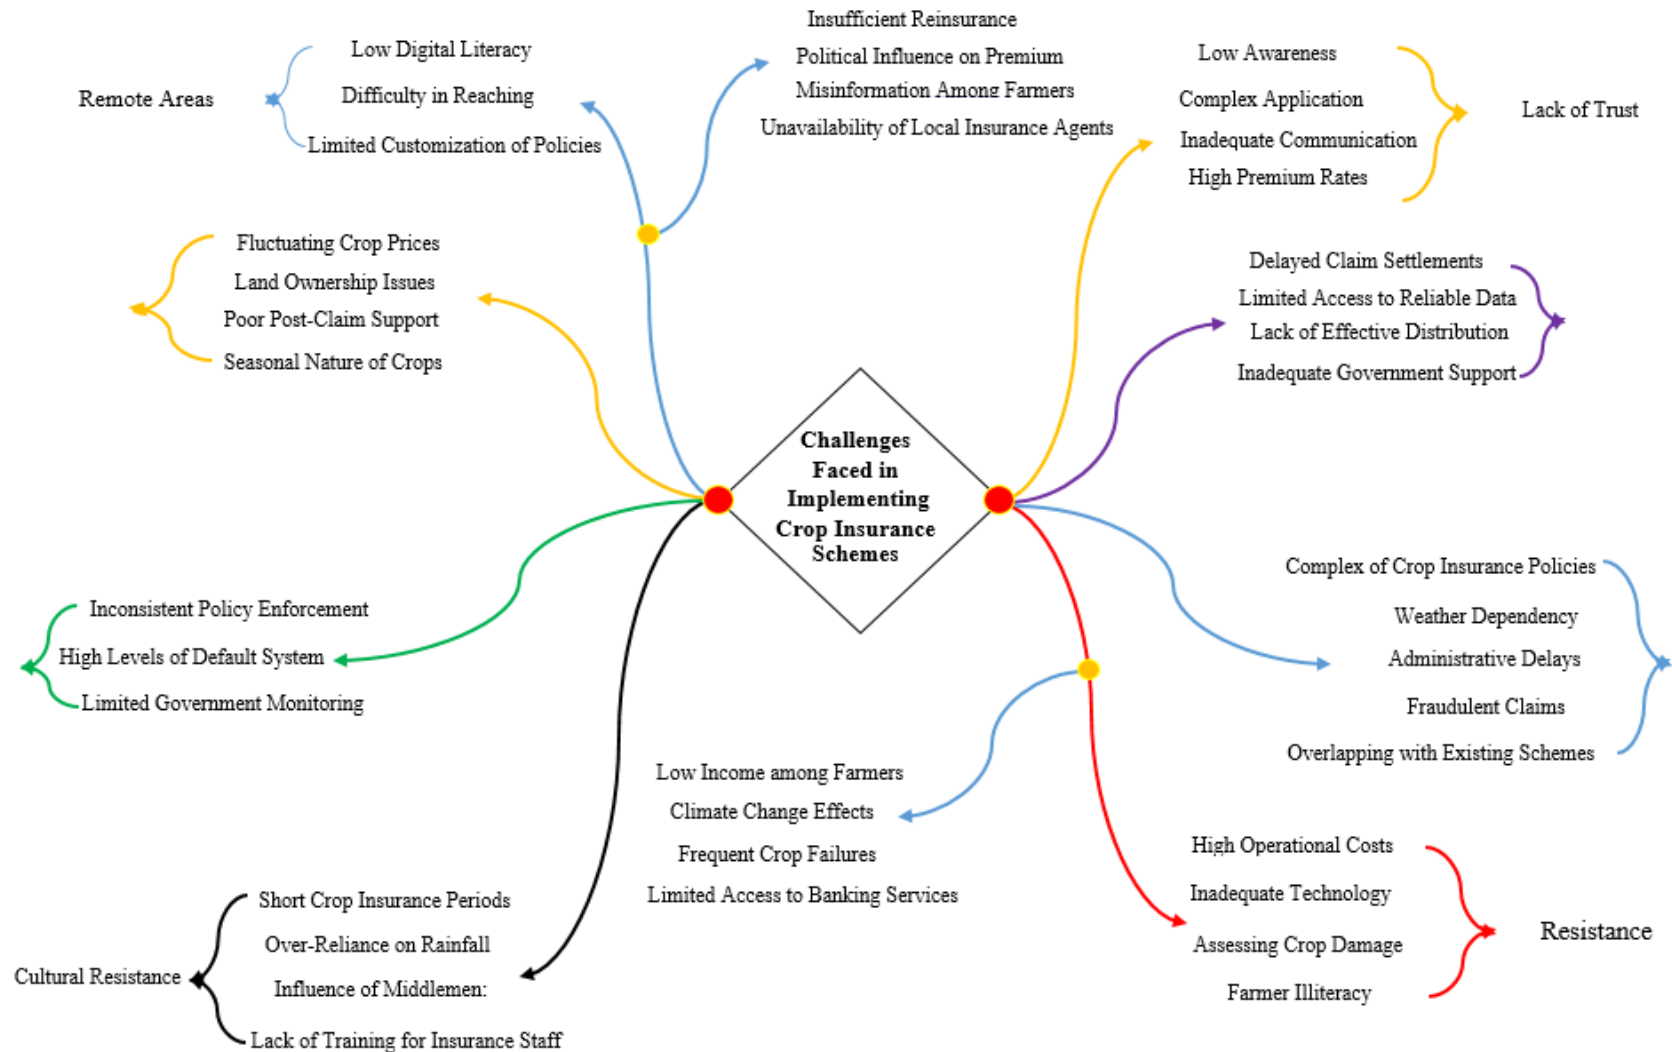 Low Digital Literacy
Difficulty in Reaching
Limited Customization of Policies
Remote Areas
Insufficient Reinsurance
Political Influence on Premium
Misinformation Among Farmers
Unavailability of Local Insurance Agents
Low Awareness
Complex Application
Inadequate Communication
High Premium Rates
Lack of Trust
Fluctuating Crop Prices
Land Ownership Issues
Poor Post-Claim Support
Seasonal Nature of Crops
Delayed Claim Settlements
Limited Access to Reliable Data
Lack of Effective Distribution
Inadequate Government Support
Challenges
Faced in
Implementing
Crop Insurance
Schemes
Inconsistent Policy Enforcement
High Levels of Default System
Limited Government Monitoring
Complex of Crop Insurance Policies
Weather Dependency
Administrative Delays
Fraudulent Claims
Overlapping with Existing Schemes
Low Income among Farmers
Climate Change Effects
Frequent Crop Failures
Limited Access to Banking Services
High Operational Costs
Inadequate Technology
Assessing Crop Damage
Farmer Illiteracy
Resistance
Short Crop Insurance Periods
Over-Reliance on Rainfall
Influence of Middlemen:
Lack of Training for Insurance Staff
Cultural Resistance